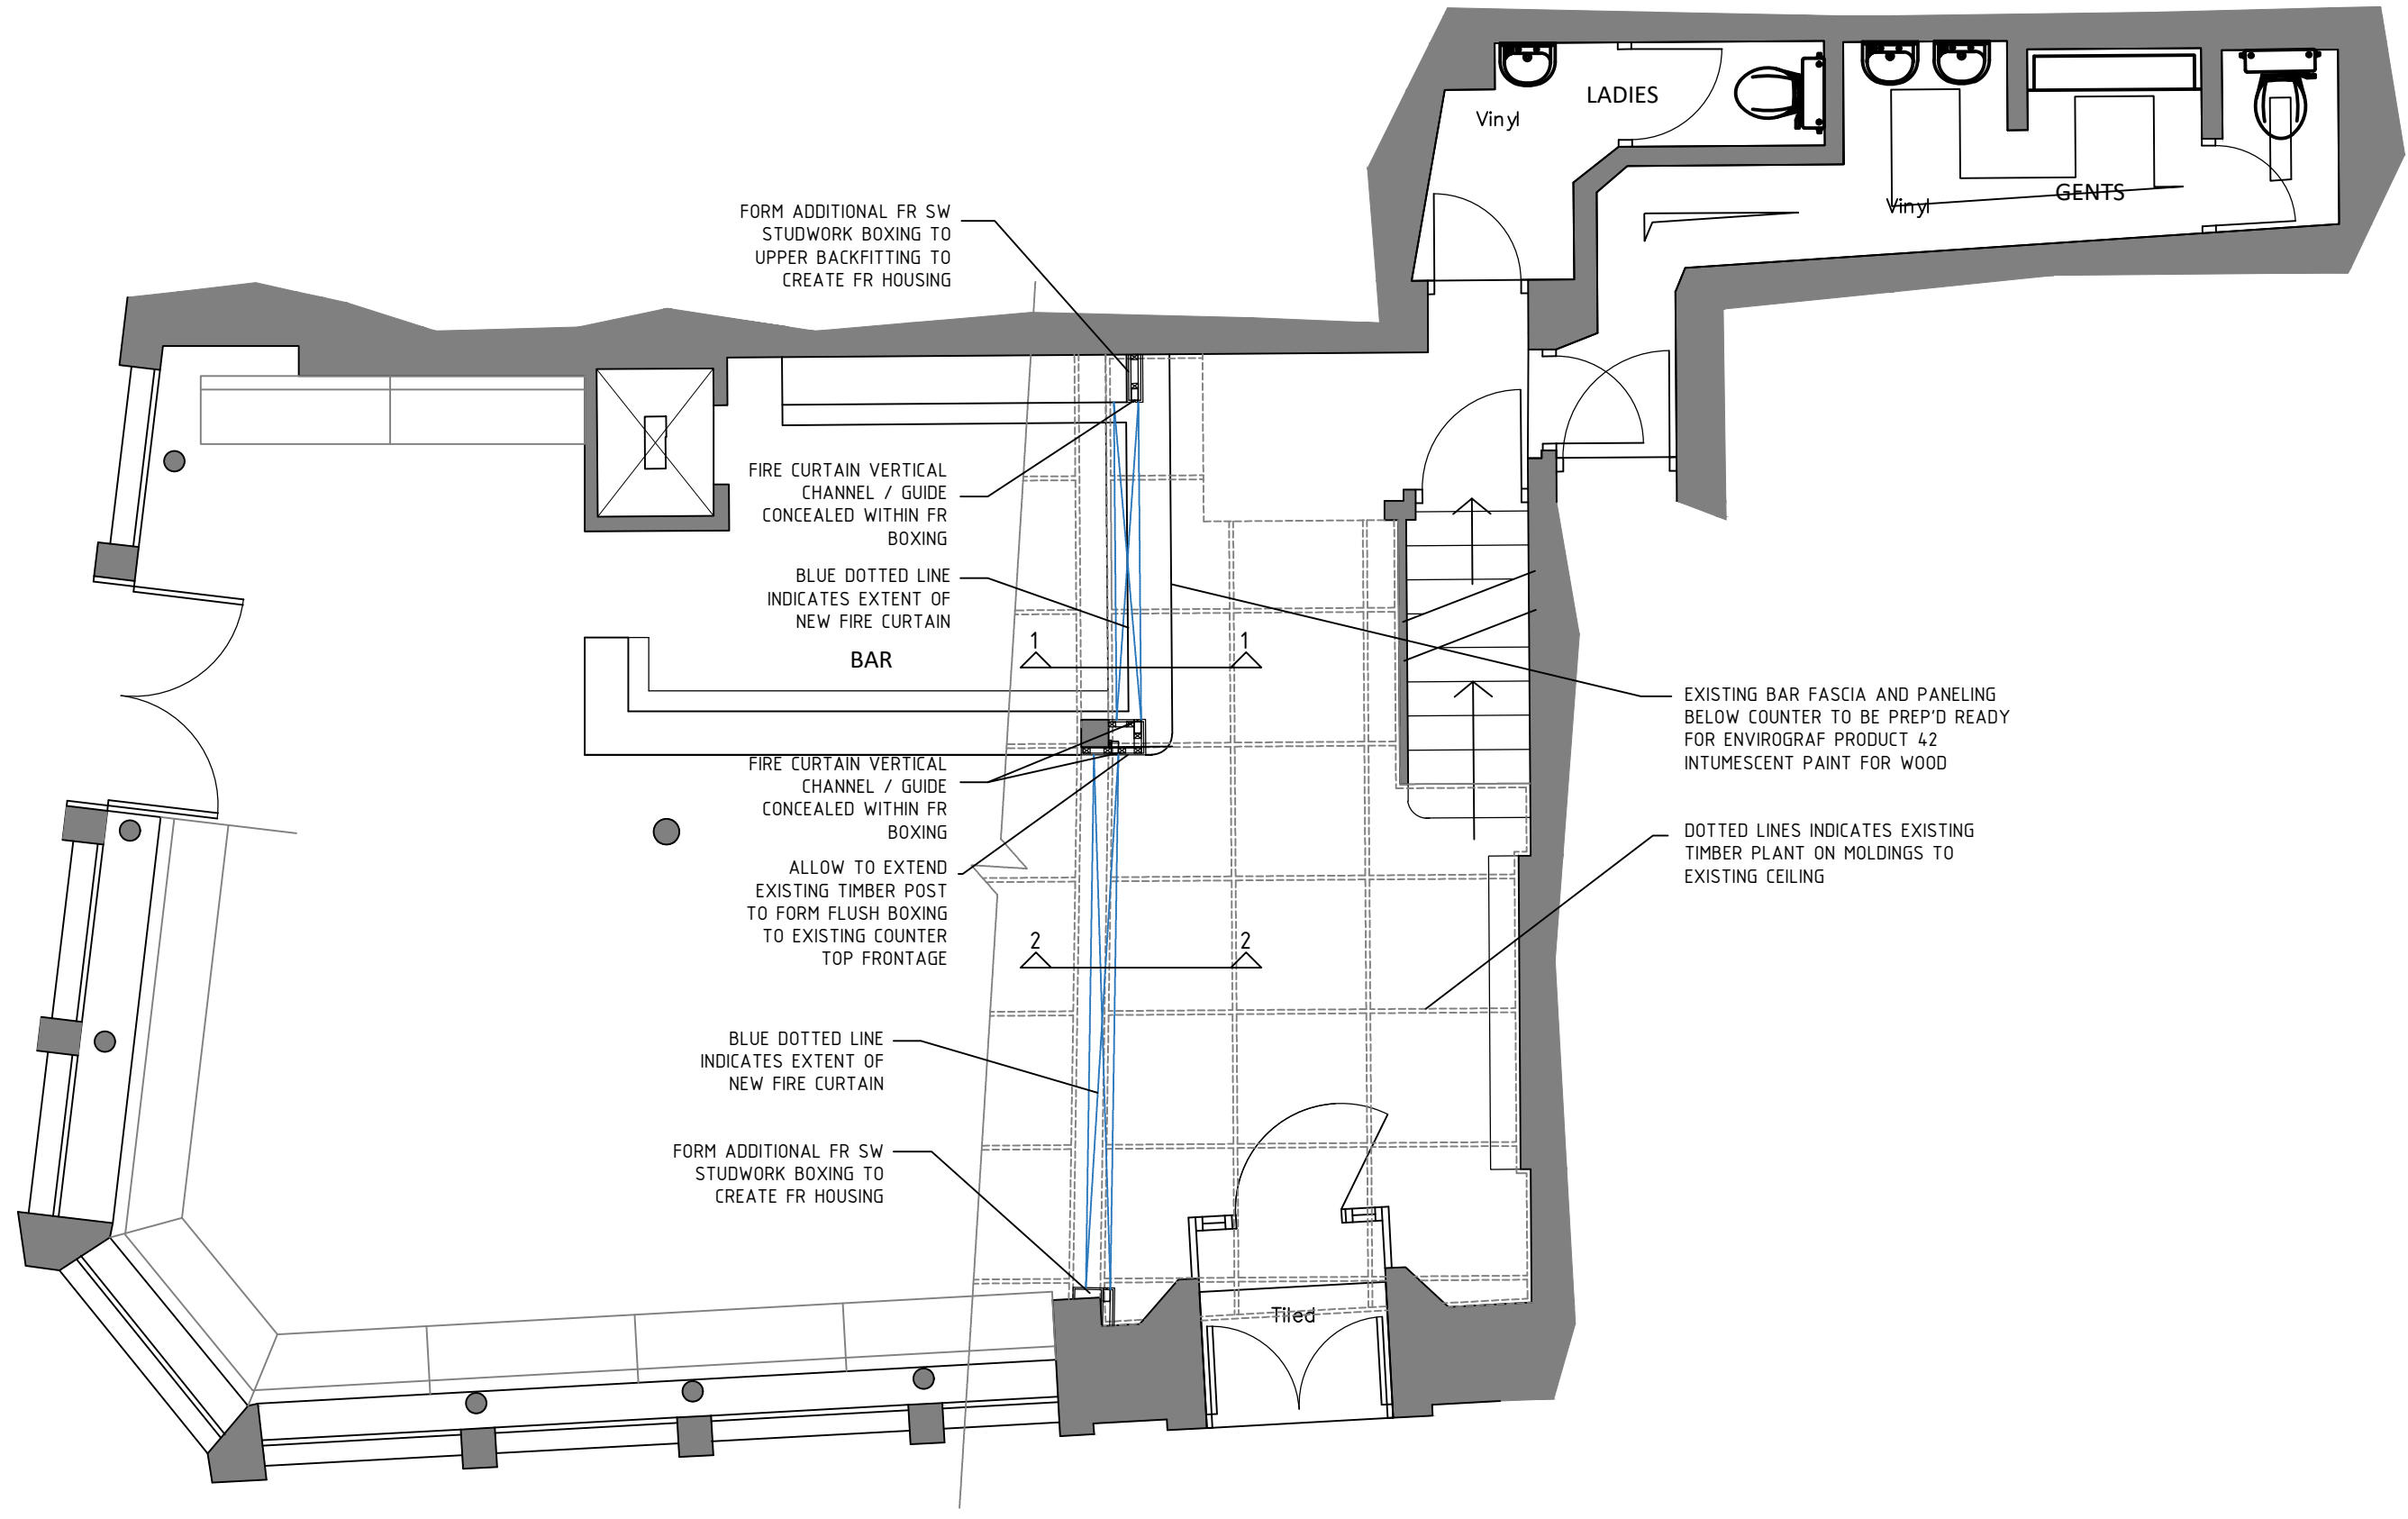 LADIES
Vinyl
GENTS
Vinyl
FORM ADDITIONAL FR SW
STUDWORK BOXING TO
UPPER BACKFITTING TO
CREATE FR HOUSING
FIRE CURTAIN VERTICAL
CHANNEL / GUIDE
CONCEALED WITHIN FR
BOXING
BLUE DOTTED LINE
INDICATES EXTENT OF
NEW FIRE CURTAIN
1
1
BAR
EXISTING BAR FASCIA AND PANELING
BELOW COUNTER TO BE PREP'D READY
FOR ENVIROGRAF PRODUCT 42
INTUMESCENT PAINT FOR WOOD
FIRE CURTAIN VERTICAL
CHANNEL / GUIDE
CONCEALED WITHIN FR
BOXING
DOTTED LINES INDICATES EXISTING
TIMBER PLANT ON MOLDINGS TO
EXISTING CEILING
ALLOW TO EXTEND
EXISTING TIMBER POST
TO FORM FLUSH BOXING
TO EXISTING COUNTER
TOP FRONTAGE
2
2
BLUE DOTTED LINE
INDICATES EXTENT OF
NEW FIRE CURTAIN
FORM ADDITIONAL FR SW
STUDWORK BOXING TO
CREATE FR HOUSING
Tiled